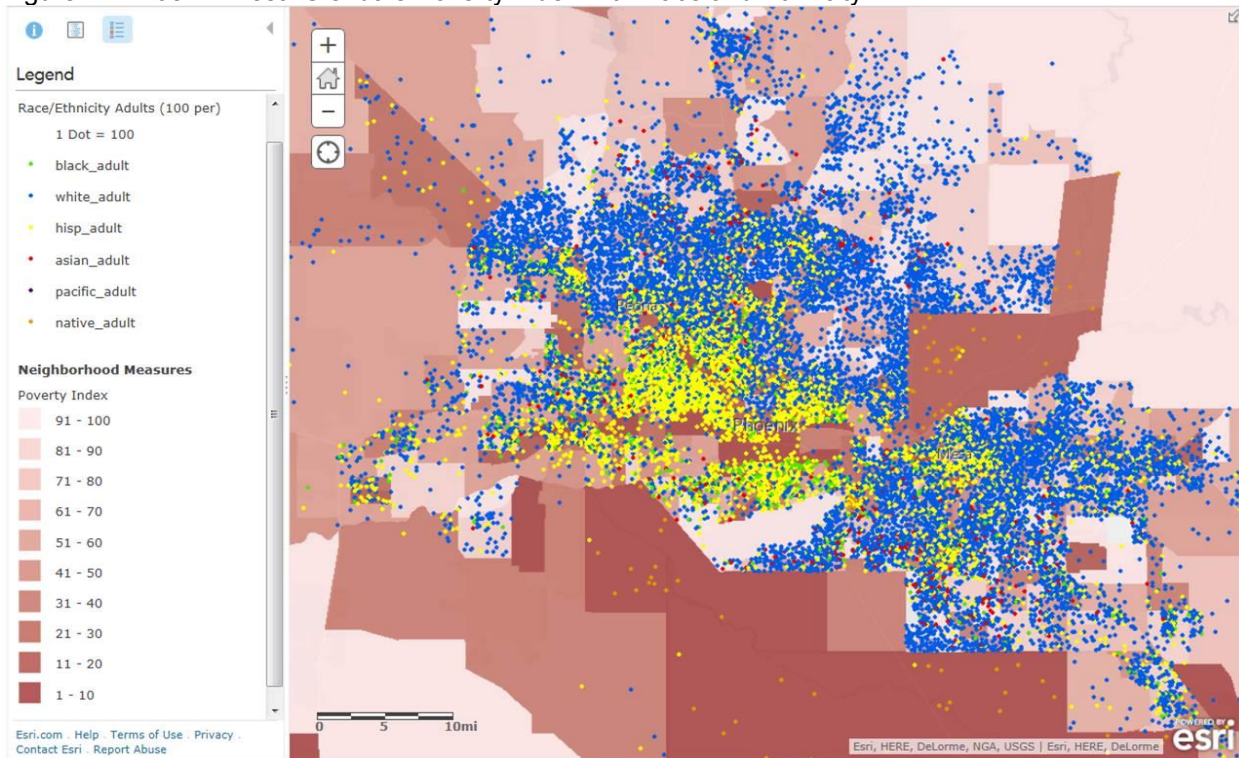 Legend
Race/Ethnicity Adults (100 per)
1 Dot = 100
black_adult
white_adult
hisp_adult
asian_adult
pacific_adult
native_adult
Neighborhood Measures
Poverty Index
91 - 100
81 - 90
71 - 80
61 - 70
51 - 60
41 - 50
31 - 40
21 - 30
11 - 20
1 - 10
Esri.com . Help . Terms of Use . Privacy .
Contact Esri . Report Abuse
Peoria
Phoenix
Mesa
0 5 10mi
Esri, HERE, DeLorme, NGA, USGS | Esri, HERE, DeLorme
POWERED BY
esri